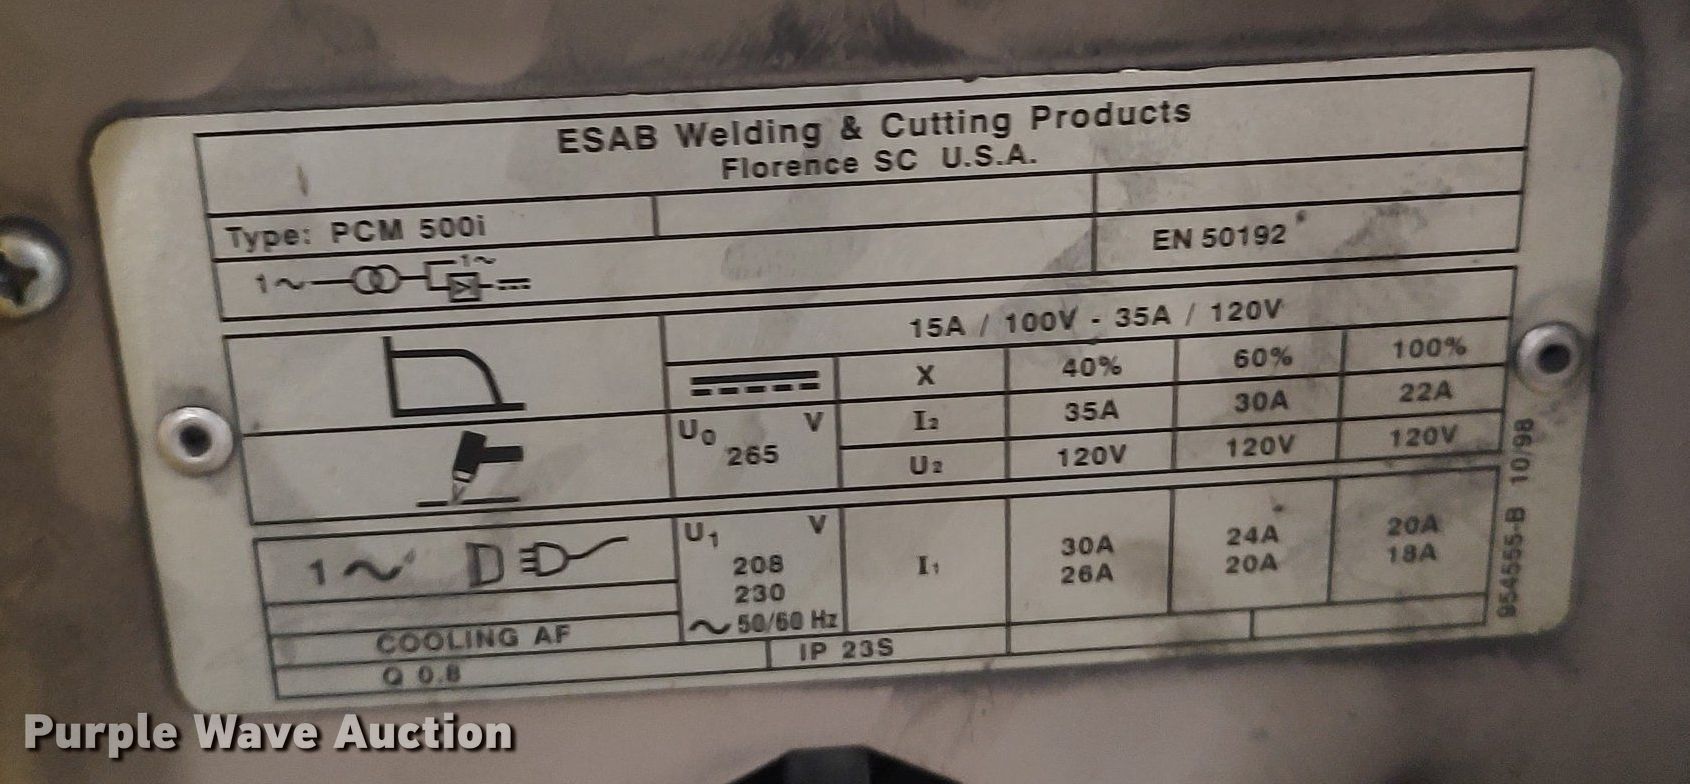 ESAB Welding & Cutting Products
Florence SC U.S.A.
Type: PCM 500i
EN 50192
1~ 1~
15A / 100V - 35A / 120V
X 40% 60% 100%
U0 V I2 35A 30A 22A
265 U2 120V 120V 120V
1~ U1 V I1
208 30A 24A 20A
230 26A 20A 18A
~ 50/60 Hz
COOLING AF
Q 0.8 IP 23S
954555-B 10/98
Purple Wave Auction